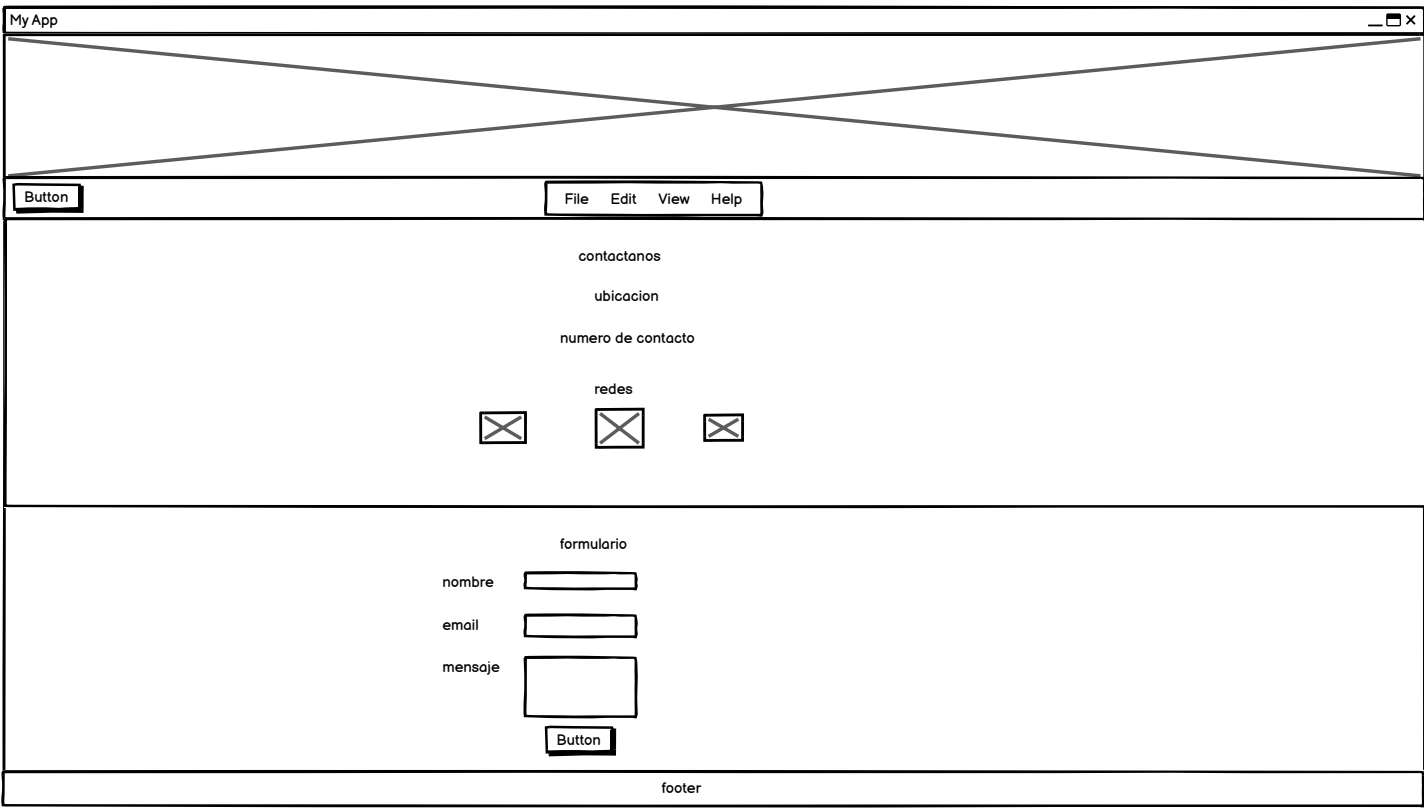 My App
Button
File Edit View Help
contactanos
ubicacion
numero de contacto
redes
formulario
nombre
email
mensaje
Button
footer